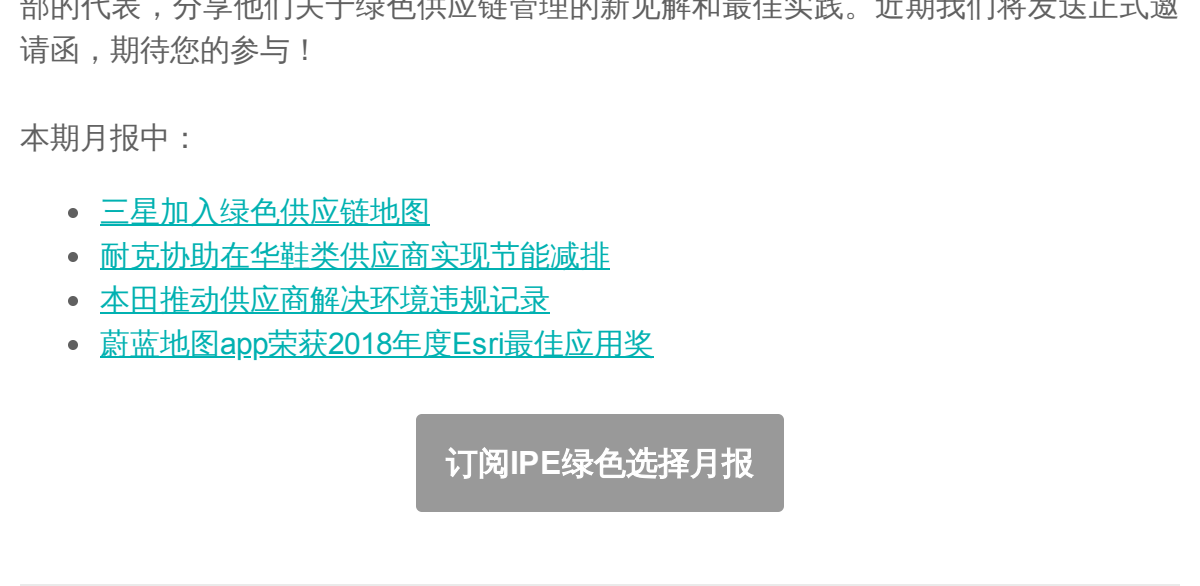 部的代表，分享他们关于绿色供应链管理的新见解和最佳实践。近期我们将发送正式邀
请函，期待您的参与！
本期月报中：
三星加入绿色供应链地图
耐克协助在华鞋类供应商实现节能减排
本田推动供应商解决环境违规记录
蔚蓝地图app荣获2018年度Esri最佳应用奖
订阅IPE绿色选择月报